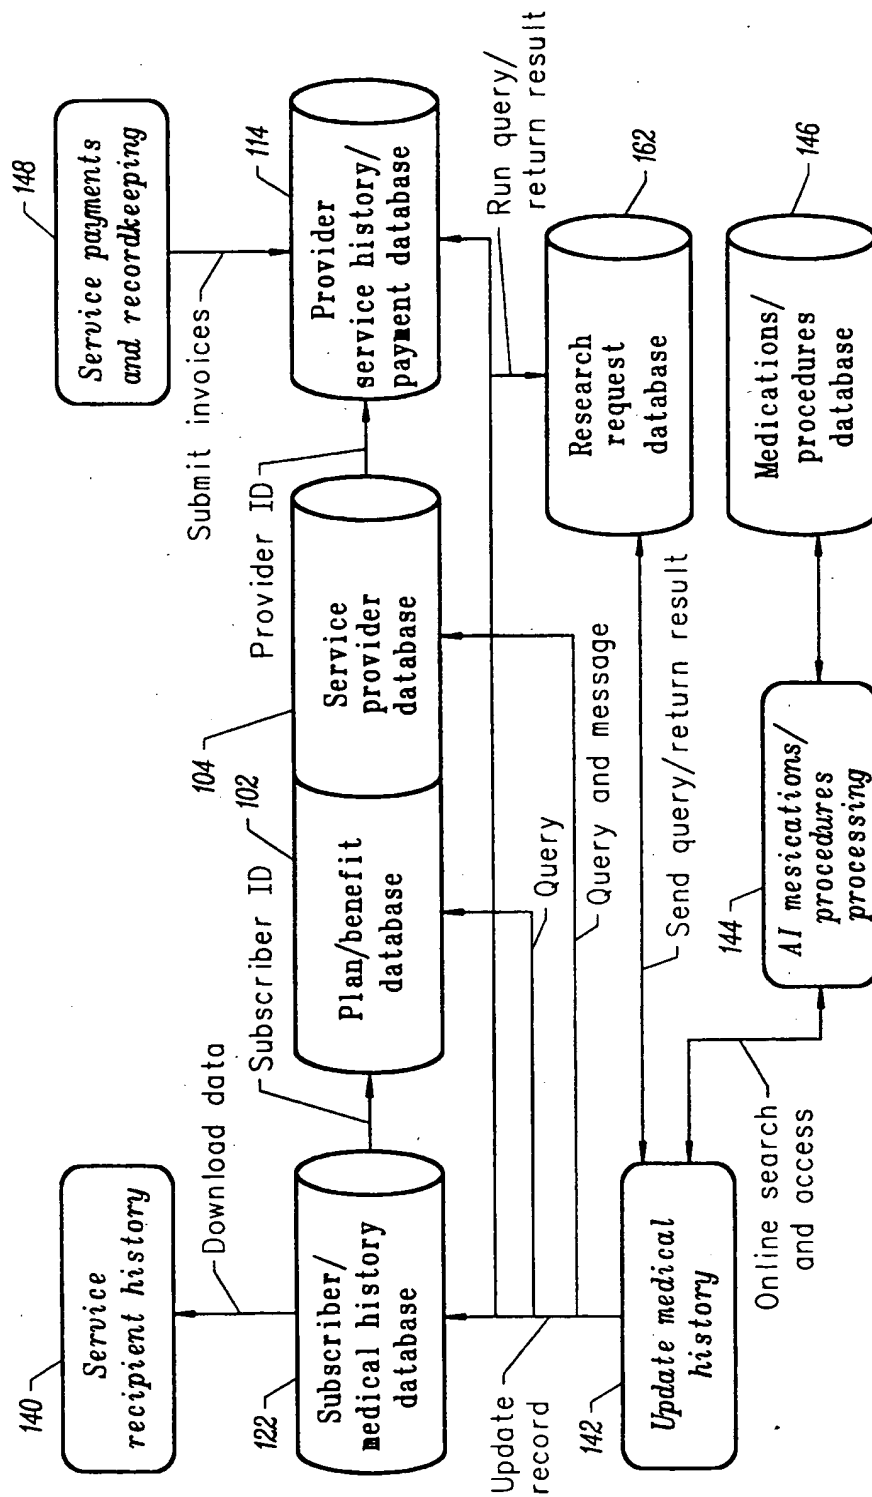 140
Service
recipient history
148
Service payments
and recordkeeping
Download data
Submit invoices
122
Subscriber/
medical history
database
Subscriber ID
102
Plan/benefit
database
104
Service
provider
database
Provider ID
114
Provider
service history/
payment database
Update
record
Query
Query and message
Run query/
return result
142
Update medical
history
Send query/return result
162
Research
request
database
Online search
and access
144
AI mesications/
procedures
processing
146
Medications/
procedures
database